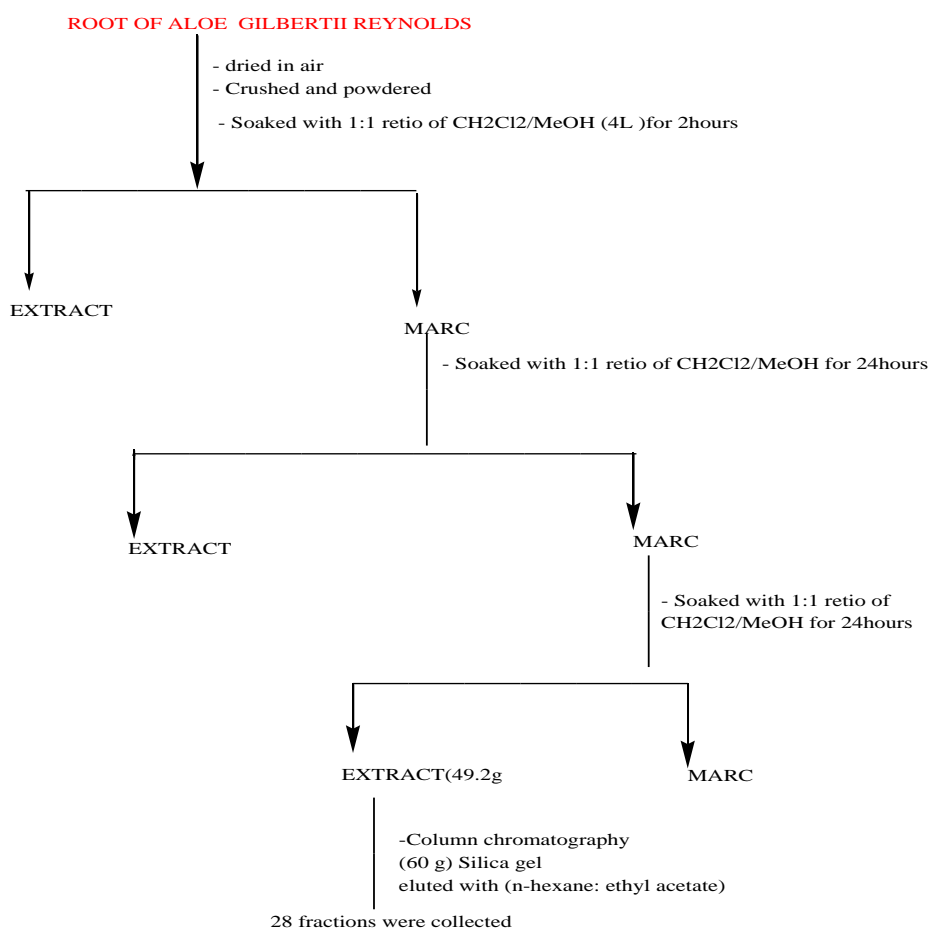 ROOT OF ALOE GILBERTII REYNOLDS
- dried in air
- Crushed and powdered
- Soaked with 1:1 retio of CH2Cl2/MeOH (4L )for 2hours
EXTRACT
MARC
- Soaked with 1:1 retio of CH2Cl2/MeOH for 24hours
EXTRACT
MARC
- Soaked with 1:1 retio of
CH2Cl2/MeOH for 24hours
EXTRACT(49.2g
MARC
-Column chromatography
(60 g) Silica gel
eluted with (n-hexane: ethyl acetate)
28 fractions were collected